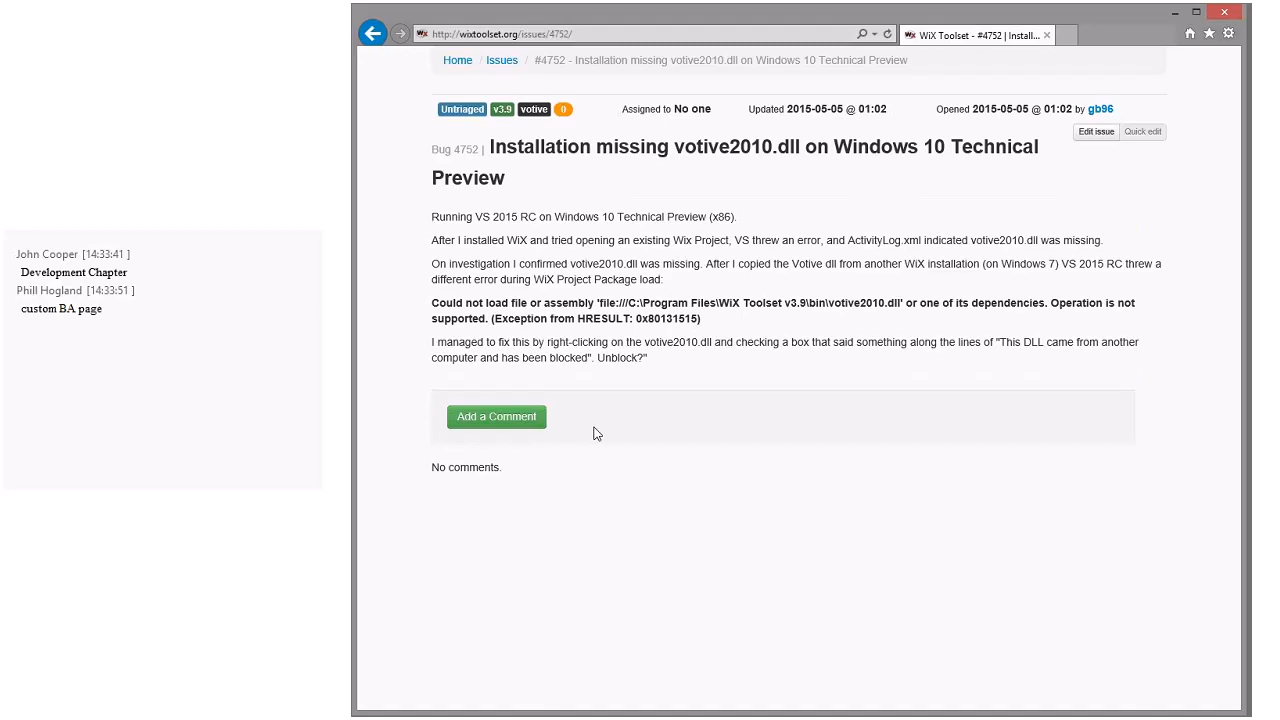 http://wixtoolset.org/issues/4752/
WiX Toolset - #4752 | Install...
Home / Issues / #4752 - Installation missing votive2010.dll on Windows 10 Technical Preview
Untriaged v3.9 votive 0 Assigned to No one Updated 2015-05-05 @ 01:02 Opened 2015-05-05 @ 01:02 by gb96
Edit issue Quick edit
Bug 4752 | Installation missing votive2010.dll on Windows 10 Technical
Preview
Running VS 2015 RC on Windows 10 Technical Preview (x86).
After I installed WiX and tried opening an existing Wix Project, VS threw an error, and ActivityLog.xml indicated votive2010.dll was missing.
On investigation I confirmed votive2010.dll was missing. After I copied the Votive dll from another WiX installation (on Windows 7) VS 2015 RC threw a
different error during WiX Project Package load:
Could not load file or assembly 'file:///C:\Program Files\WiX Toolset v3.9\bin\votive2010.dll' or one of its dependencies. Operation is not
supported. (Exception from HRESULT: 0x80131515)
I managed to fix this by right-clicking on the votive2010.dll and checking a box that said something along the lines of "This DLL came from another
computer and has been blocked". Unblock?"
Add a Comment
No comments.
John Cooper [14:33:41 ]
Development Chapter
Phill Hogland [14:33:51 ]
custom BA page